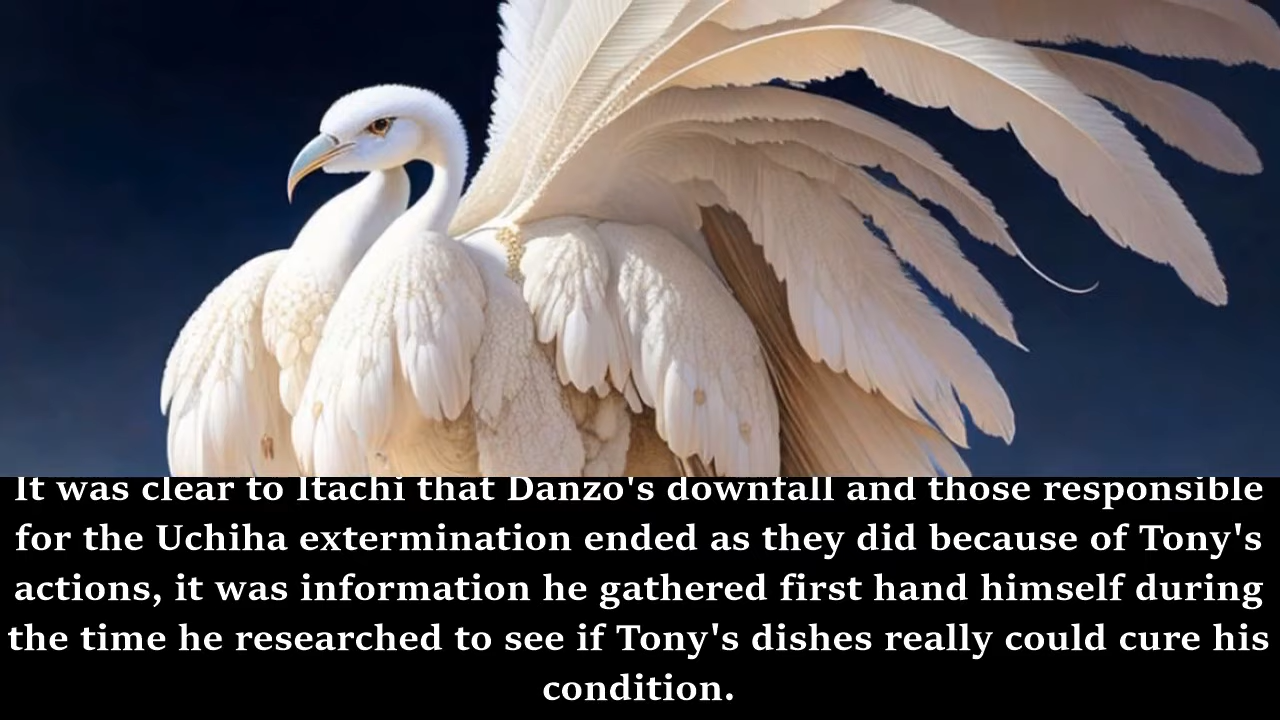 It was clear to Itachi that Danzo's downfall and those responsible
for the Uchiha extermination ended as they did because of Tony's
actions, it was information he gathered first hand himself during
the time he researched to see if Tony's dishes really could cure his
condition.